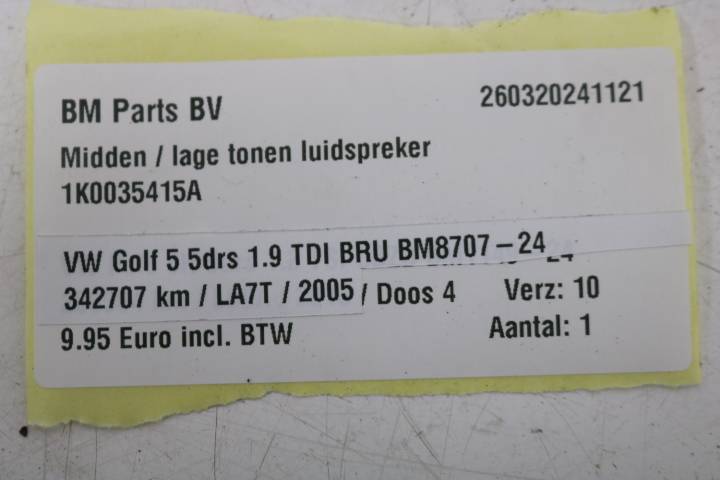 BM Parts BV 260320241121
Midden / lage tonen luidspreker
1K0035415A
VW Golf 5 5drs 1.9 TDI BRU BM8707-24
342707 km / LA7T / 2005 / Doos 4 Verz: 10
9.95 Euro incl. BTW Aantal: 1